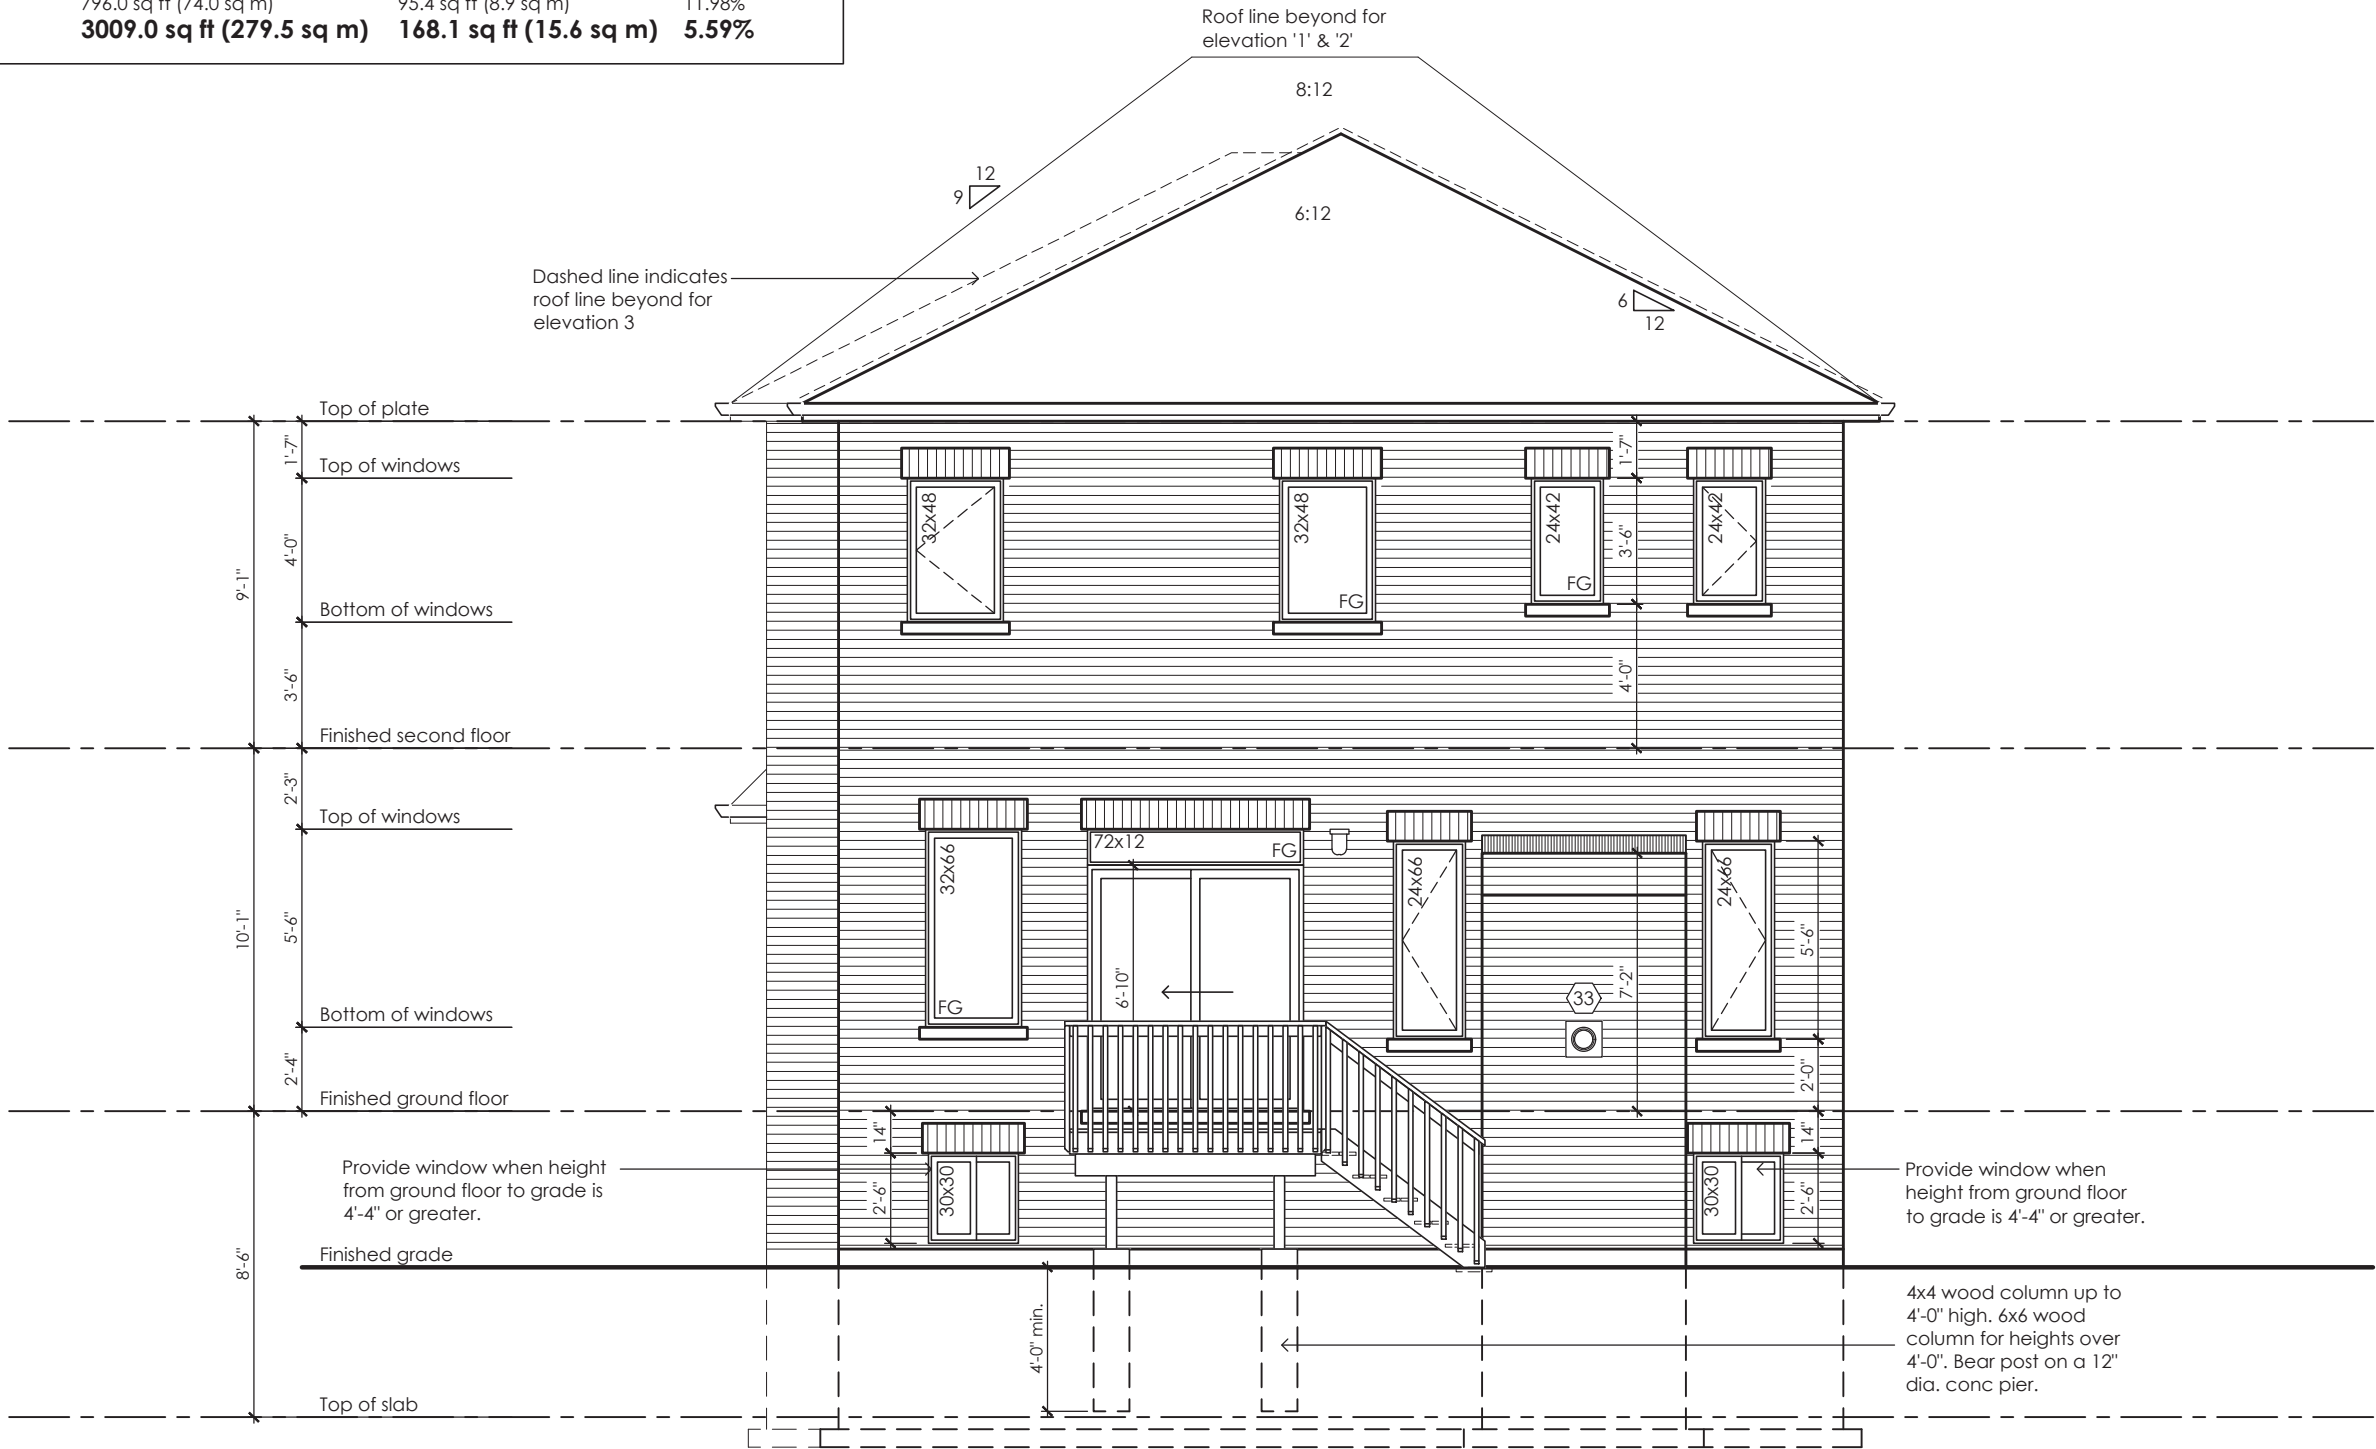 796.0 sq ft (74.0 sq m) 95.4 sq ft (8.9 sq m) 11.98%
3009.0 sq ft (279.5 sq m) 168.1 sq ft (15.6 sq m) 5.59%
Roof line beyond for
elevation '1' & '2'
8:12
12
9
6:12
Dashed line indicates
roof line beyond for
elevation 3
6
12
Top of plate
1'-7"
Top of windows
4'-0"
9'-1"
Bottom of windows
3'-6"
Finished second floor
2'-3"
Top of windows
5'-6"
10'-1"
Bottom of windows
2'-4"
Finished ground floor
Provide window when height
from ground floor to grade is
4'-4" or greater.
Finished grade
8'-6"
Top of slab
32x48
32x48
FG
24x42
FG
24x42
1'-7"
3'-6"
4'-0"
32x66
FG
72x12
FG
6'-10"
24x66
33
7'-2"
24x66
5'-6"
2'-0"
14"
2'-6"
30x30
30x30
14"
2'-6"
Provide window when
height from ground floor
to grade is 4'-4" or greater.
4'-0" min.
4x4 wood column up to
4'-0" high. 6x6 wood
column for heights over
4'-0". Bear post on a 12"
dia. conc pier.